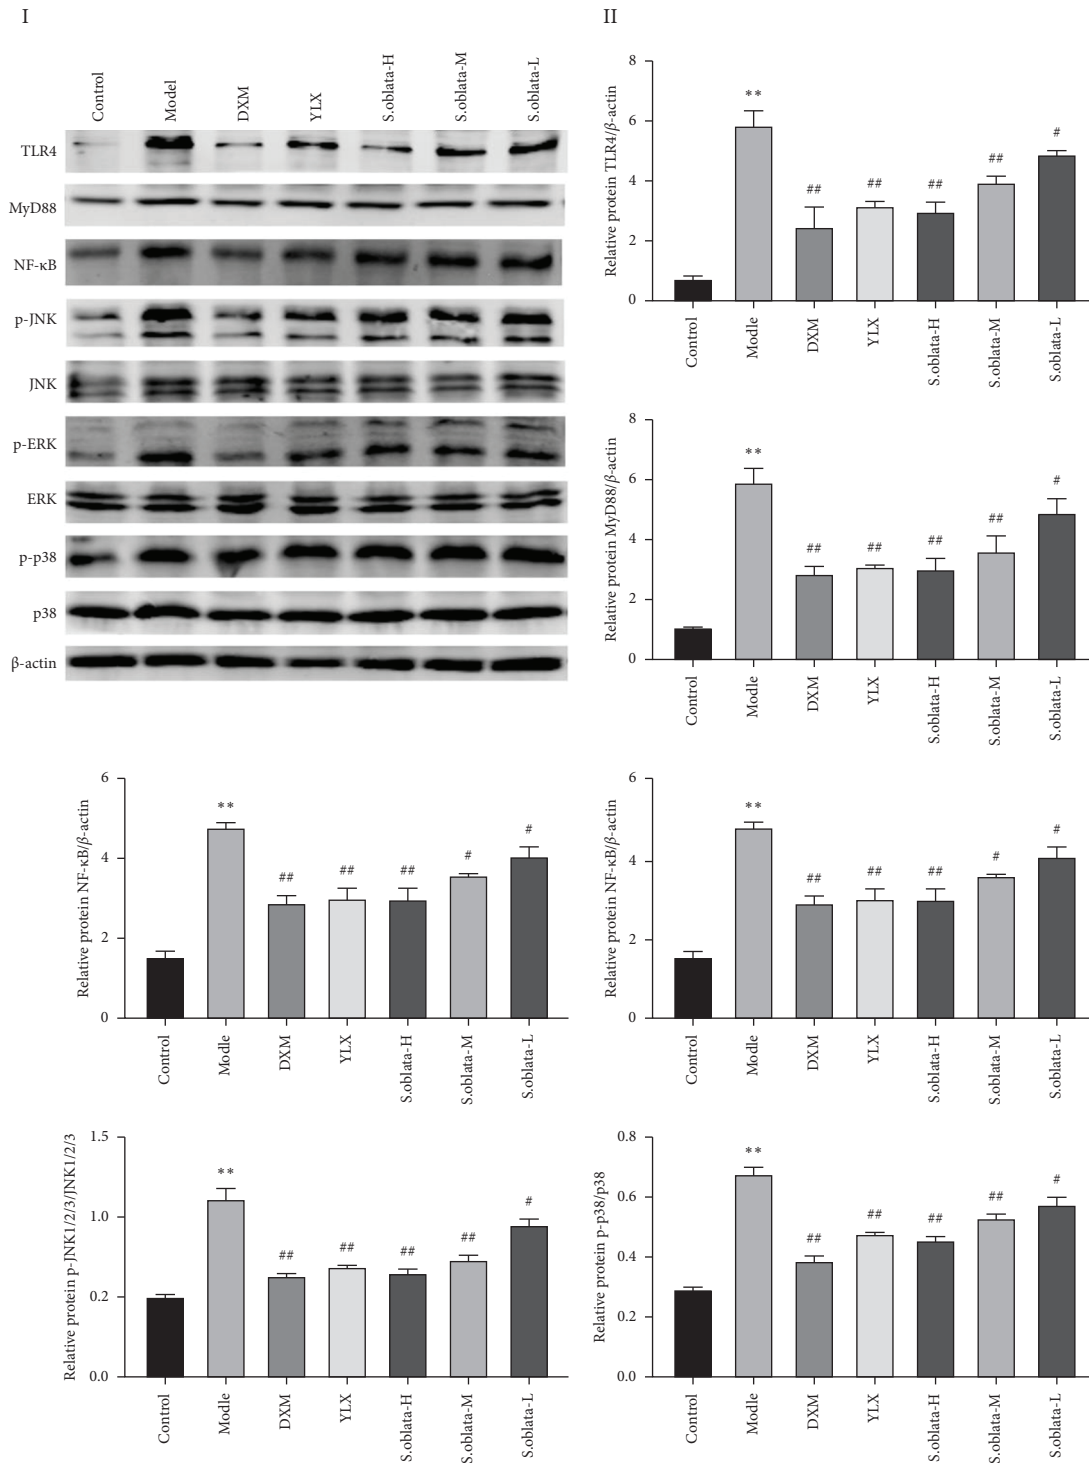 I
Control
Model
DXM
YLX
S.oblata-H
S.oblata-M
S.oblata-L
TLR4
MyD88
NF-κB
p-JNK
JNK
p-ERK
ERK
p-p38
p38
β-actin
II
Relative protein TLR4/β-actin
8
6
4
2
0
**
##
##
##
##
#
Control
Modle
DXM
YLX
S.oblata-H
S.oblata-M
S.oblata-L
Relative protein MyD88/β-actin
8
6
4
2
0
**
##
##
##
##
#
Control
Modle
DXM
YLX
S.oblata-H
S.oblata-M
S.oblata-L
Relative protein NF-κB/β-actin
6
4
2
0
**
##
##
##
#
#
Control
Modle
DXM
YLX
S.oblata-H
S.oblata-M
S.oblata-L
Relative protein NF-κB/β-actin
6
4
2
0
**
##
##
##
#
#
Control
Modle
DXM
YLX
S.oblata-H
S.oblata-M
S.oblata-L
Relative protein p-JNK1/2/3/JNK1/2/3
1.5
1.0
0.2
0.0
**
##
##
##
##
#
Control
Modle
DXM
YLX
S.oblata-H
S.oblata-M
S.oblata-L
Relative protein p-p38/p38
0.8
0.6
0.4
0.2
0.0
**
##
##
##
##
#
Control
Modle
DXM
YLX
S.oblata-H
S.oblata-M
S.oblata-L